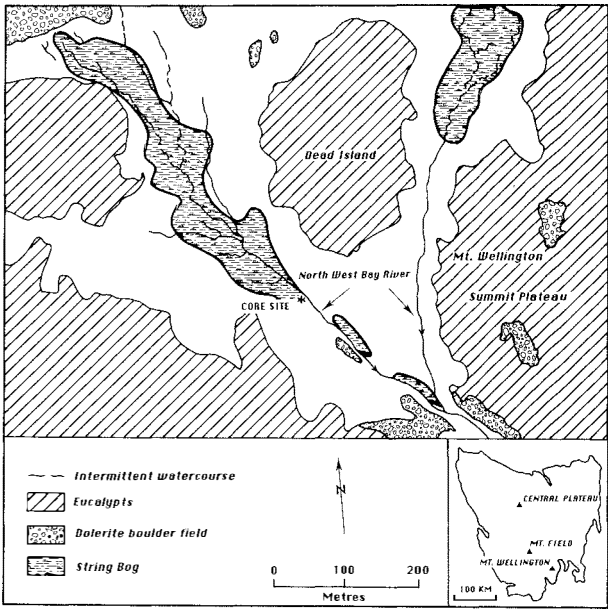 Dead Island
Mt. Wellington
North West Bay River
Summit Plateau
CORE SITE
Intermittent watercourse
Eucalypts
Dolerite boulder field
String Bog
N
0 100 200
Metres
CENTRAL PLATEAU
MT. FIELD
MT. WELLINGTON
100 KM